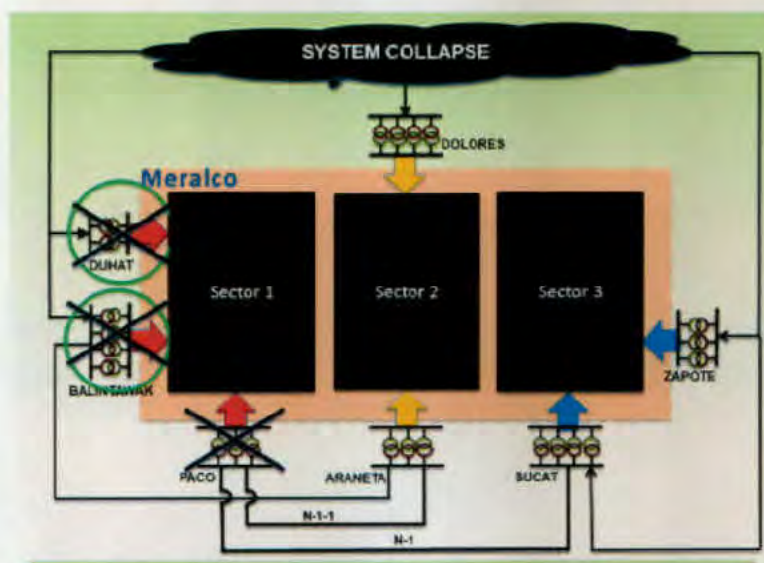 SYSTEM COLLAPSE
DOLORES
Meralco
DUHAT
Sector 1
Sector 2
Sector 3
BALINTAWAK
ZAPOTE
PACO
ARANETA
SUCAT
N-1-1
N-1